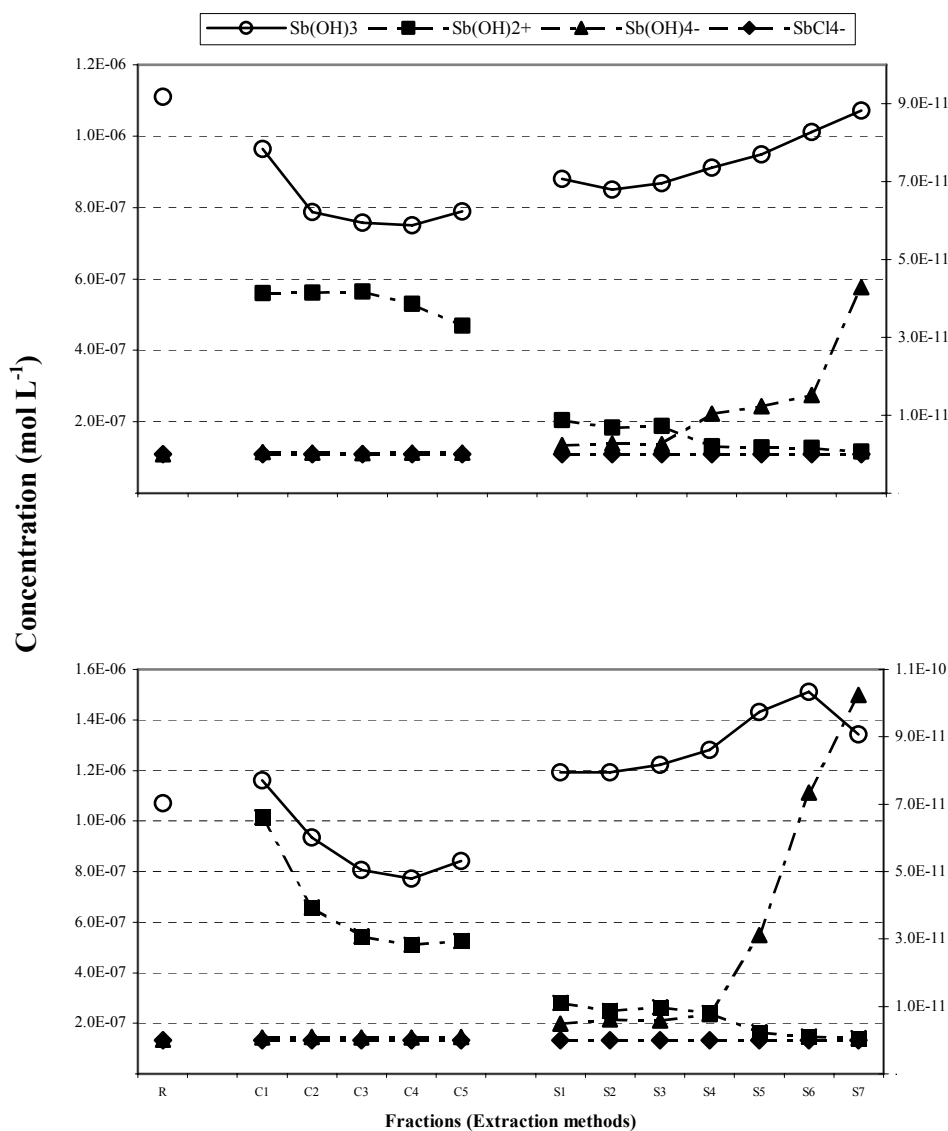 Sb(OH)3 Sb(OH)2+ Sb(OH)4- SbCl4-
1.2E-06
1.0E-06 9.0E-11
8.0E-07 7.0E-11
6.0E-07 5.0E-11
4.0E-07 3.0E-11
2.0E-07 1.0E-11
Concentration (mol L-1)
1.6E-06 1.1E-10
1.4E-06 9.0E-11
1.2E-06
1.0E-06 7.0E-11
8.0E-07 5.0E-11
6.0E-07 3.0E-11
4.0E-07
2.0E-07 1.0E-11
R C1 C2 C3 C4 C5 S1 S2 S3 S4 S5 S6 S7
Fractions (Extraction methods)